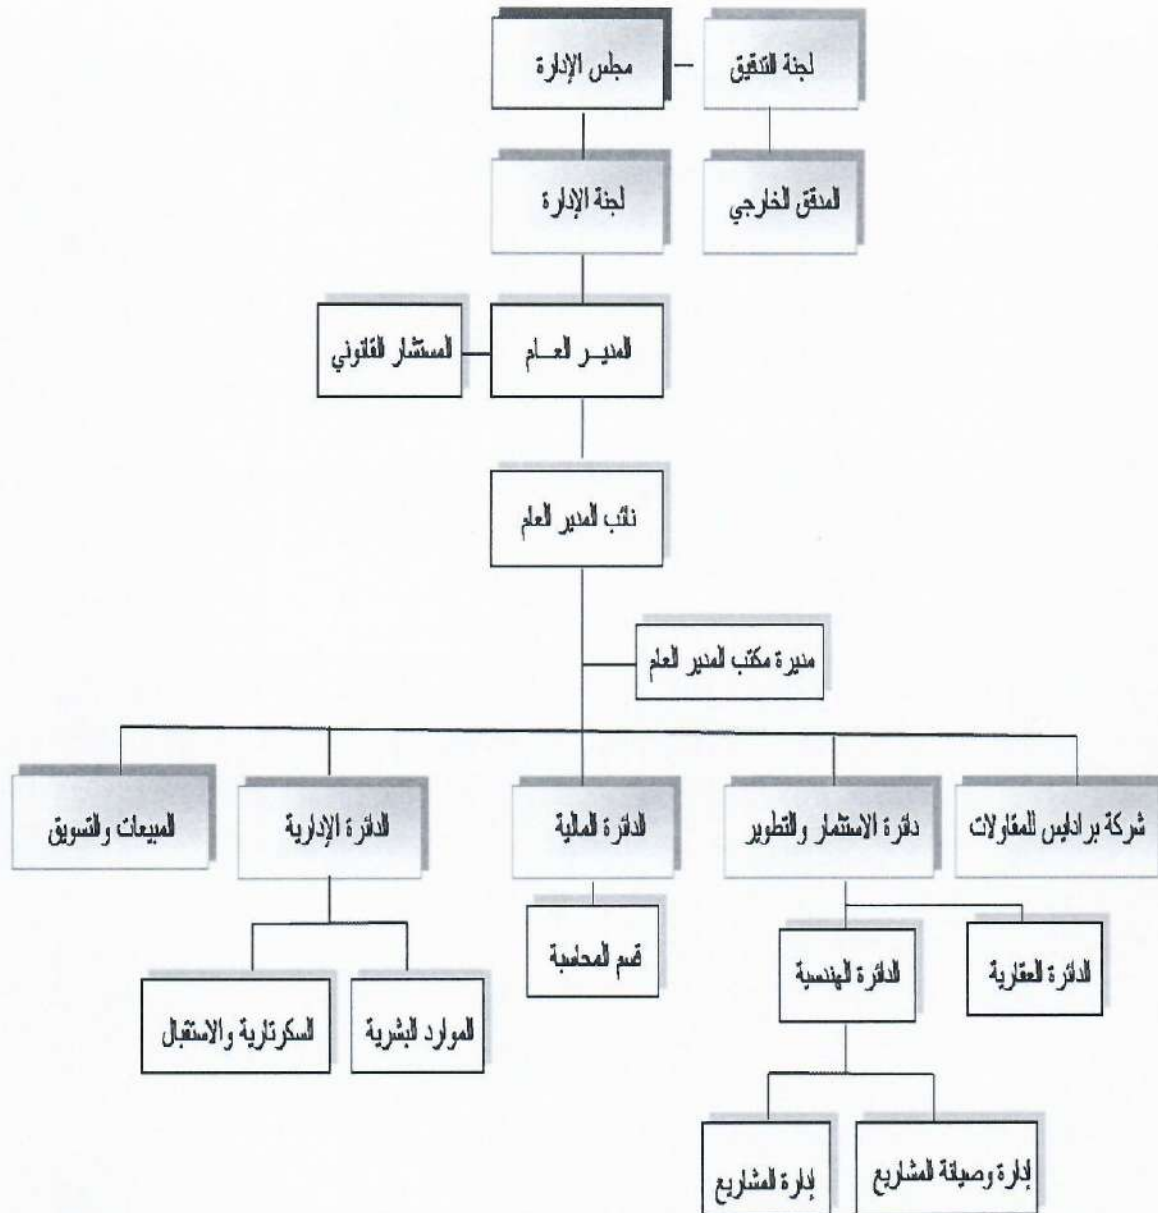 مجلس الإدارة
لجنة التدقيق
لجنة الإدارة
المدقق الخارجي
المديـــر العـــام
المستشار القانوني
نائب المدير العام
مديرة مكتب المدير العام
شركة برادايس للمقاولات
دائرة الاستثمار والتطوير
الدائرة المالية
الدائرة الإدارية
المبيعات والتسويق
الدائرة العقارية
الدائرة الهندسية
قسم المحاسبة
الموارد البشرية
السكرتارية والاستقبال
إدارة وصيانة المشاريع
إدارة المشاريع